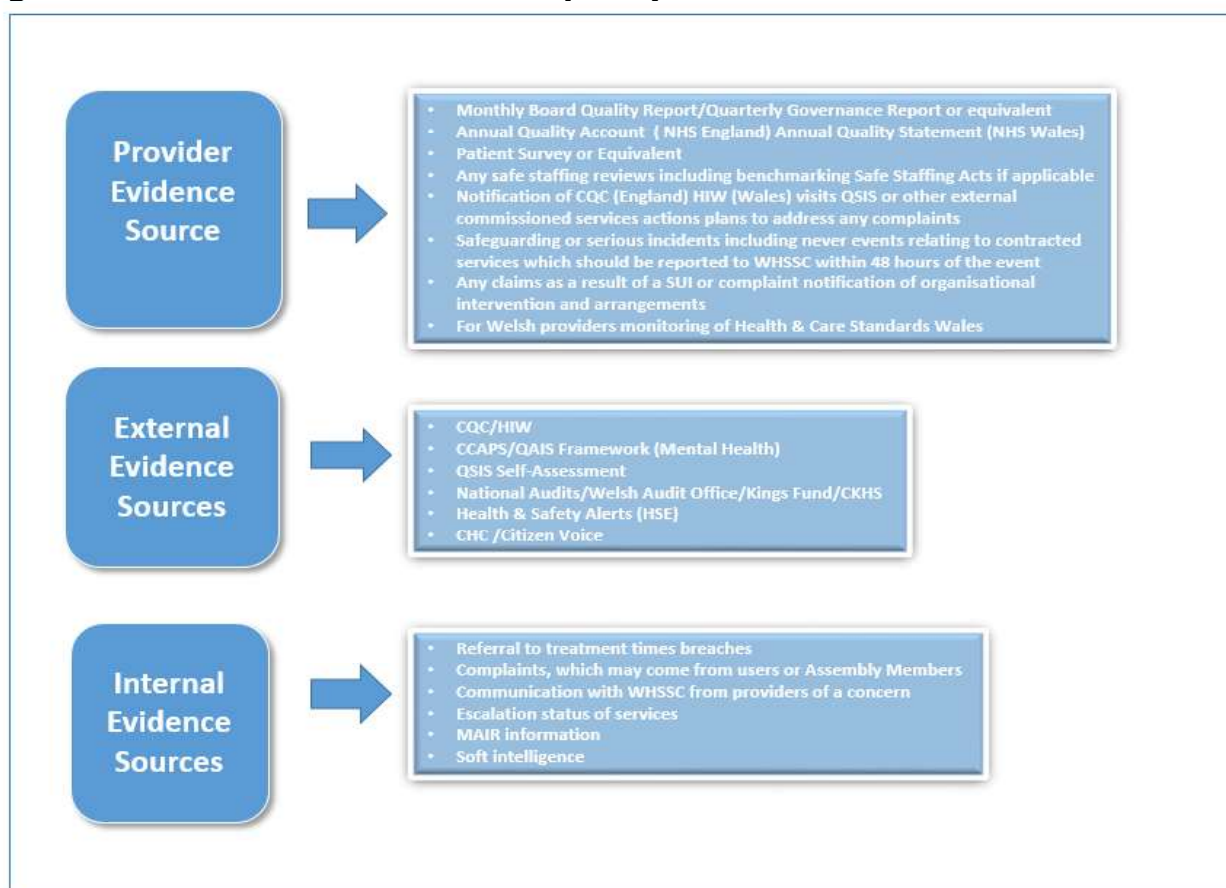 Provider
Evidence
Source
• Monthly Board Quality Report/Quarterly Governance Report or equivalent
• Annual Quality Account ( NHS England) Annual Quality Statement (NHS Wales)
• Patient Survey or Equivalent
• Any safe staffing reviews including benchmarking Safe Staffing Acts if applicable
• Notification of CQC (England) HIW (Wales) visits QSIS or other external
commissioned services actions plans to address any complaints
• Safeguarding or serious incidents including never events relating to contracted
services which should be reported to WHSSC within 48 hours of the event
• Any claims as a result of a SUI or complaint notification of organisational
intervention and arrangements
• For Welsh providers monitoring of Health & Care Standards Wales
External
Evidence
Sources
• CQC/HIW
• CCAPS/QAIS Framework (Mental Health)
• QSIS Self-Assessment
• National Audits/Welsh Audit Office/Kings Fund/CKHS
• Health & Safety Alerts (HSE)
• CHC /Citizen Voice
Internal
Evidence
Sources
• Referral to treatment times breaches
• Complaints, which may come from users or Assembly Members
• Communication with WHSSC from providers of a concern
• Escalation status of services
• MAIR information
• Soft intelligence